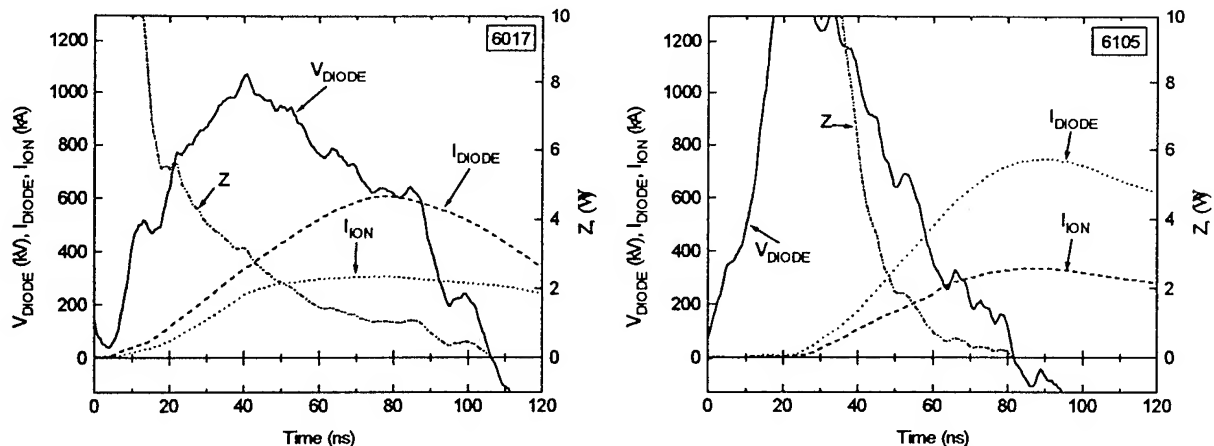 6017
V_DIODE (kV), I_DIODE, I_ION (kA)
1200
1000
800
600
400
200
0
V_DIODE
I_DIODE
Z
I_ION
10
8
6
4
2
0
Z, (W)
0 20 40 60 80 100 120
Time (ns)
6105
V_DIODE (kV), I_DIODE, I_ION (kA)
1200
1000
800
600
400
200
0
Z
I_DIODE
V_DIODE
I_ION
10
8
6
4
2
0
Z, (W)
0 20 40 60 80 100 120
Time (ns)